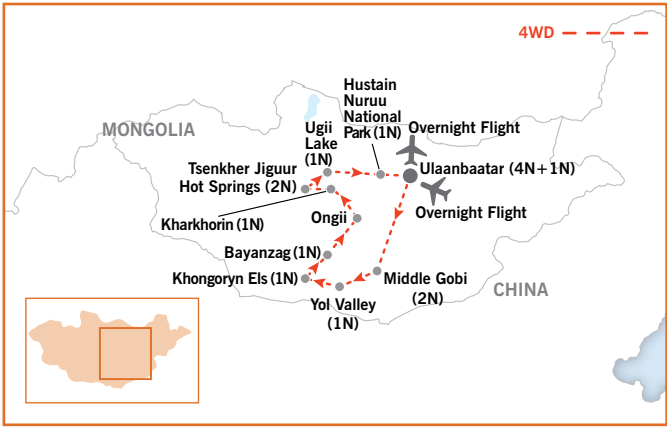 4WD
MONGOLIA
Hustain
Nuruu
National
Park (1N)
Overnight Flight
Ugii
Lake
(1N)
Tsenkher Jiguur
Hot Springs (2N)
Ulaanbaatar (4N+1N)
Overnight Flight
Kharkhorin (1N)
Ongii
Bayanzag (1N)
Khongoryn Els (1N)
Middle Gobi
(2N)
Yol Valley
(1N)
CHINA